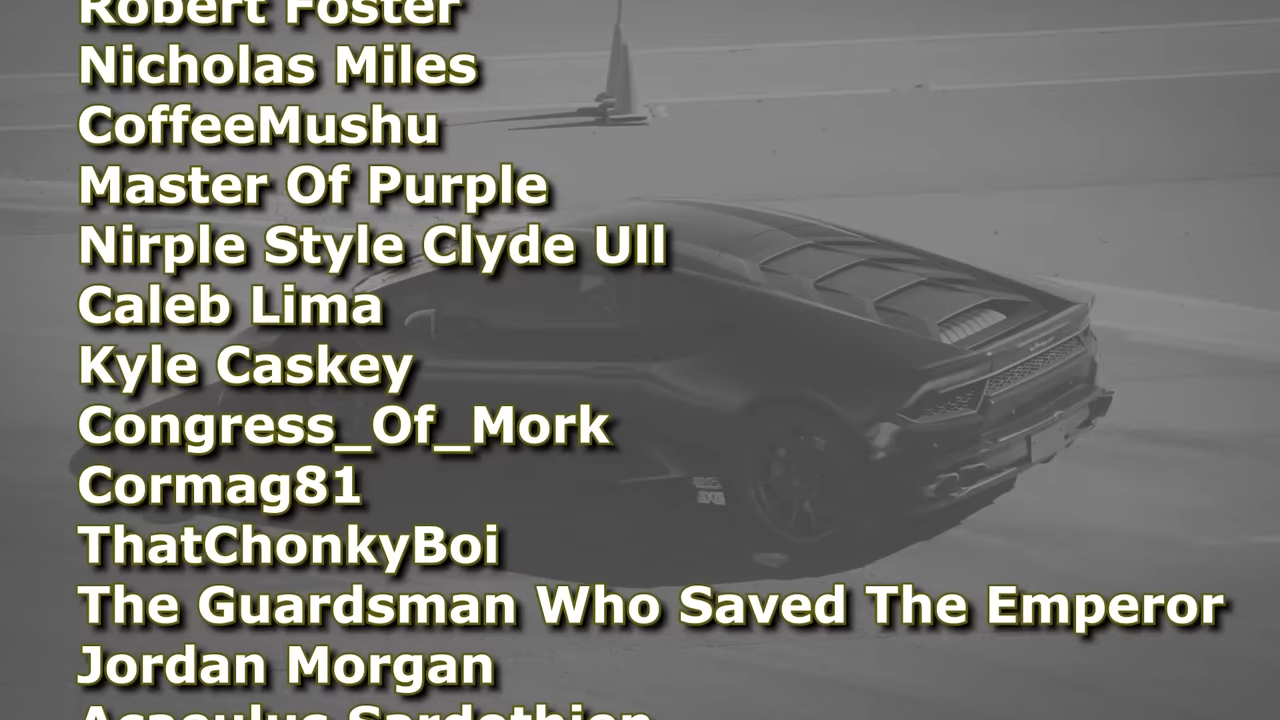 Robert Foster
Nicholas Miles
CoffeeMushu
Master Of Purple
Nirple Style Clyde Ull
Caleb Lima
Kyle Caskey
Congress_Of_Mork
Cormag81
ThatChonkyBoi
The Guardsman Who Saved The Emperor
Jordan Morgan